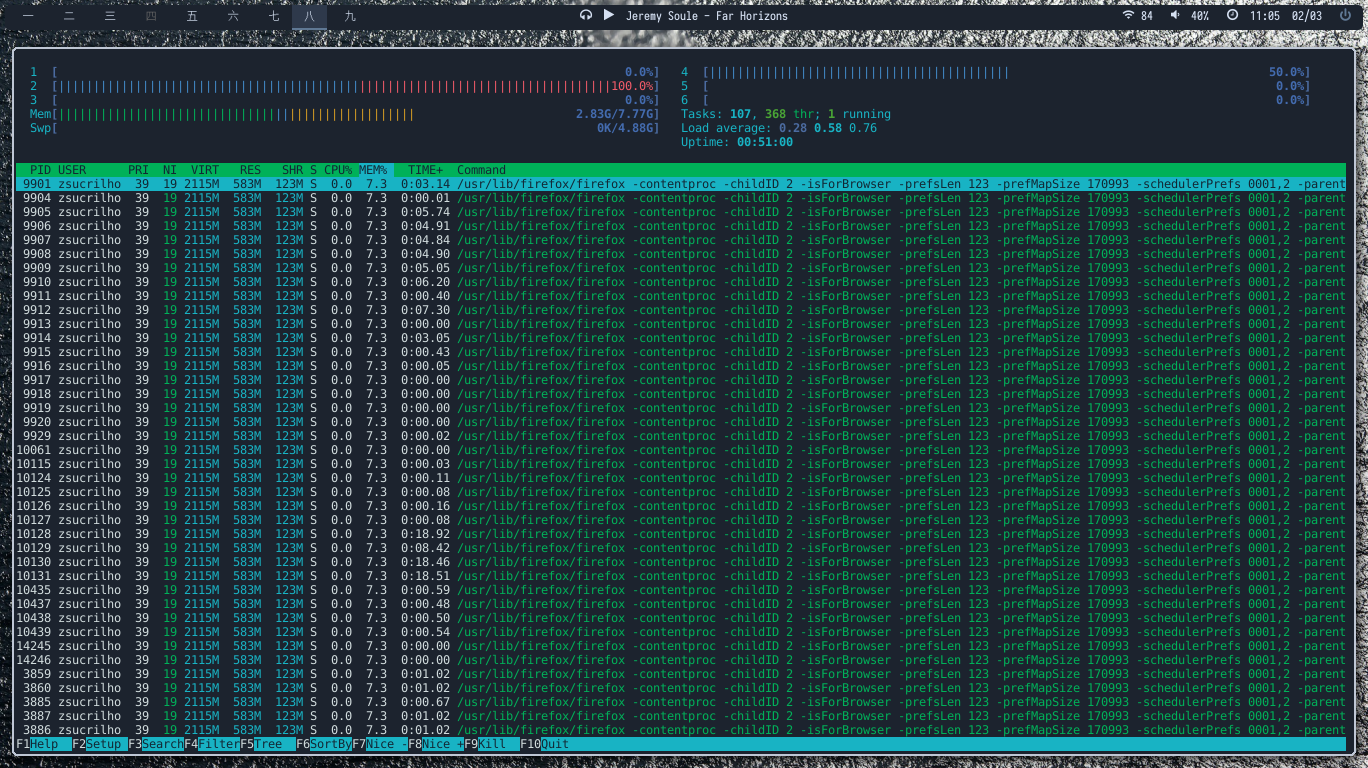 一 二 三 四 五 六 七 八 九 Jeremy Soule - Far Horizons 84 40% 11:05 02/03
1 [ 0.0%] 4 [||||||||||||||||||||||||||||||||||||||||||| 50.0%]
2 [|||||||||||||||||||||||||||||||||||||||||||||||||||||||||||||||||||||||||||||||100.0%] 5 [ 0.0%]
3 [ 0.0%] 6 [ 0.0%]
Mem[||||||||||||||||||||||||||||||||||||||||||||||||||| 2.83G/7.77G] Tasks: 107, 368 thr; 1 running
Swp[ 0K/4.88G] Load average: 0.28 0.58 0.76
Uptime: 00:51:00
PID USER PRI NI VIRT RES SHR S CPU% MEM% TIME+ Command
9901 zsucrilho 39 19 2115M 583M 123M S 0.0 7.3 0:03.14 /usr/lib/firefox/firefox -contentproc -childID 2 -isForBrowser -prefsLen 123 -prefMapSize 170993 -schedulerPrefs 0001,2 -parent
9904 zsucrilho 39 19 2115M 583M 123M S 0.0 7.3 0:00.01 /usr/lib/firefox/firefox -contentproc -childID 2 -isForBrowser -prefsLen 123 -prefMapSize 170993 -schedulerPrefs 0001,2 -parent
9905 zsucrilho 39 19 2115M 583M 123M S 0.0 7.3 0:05.74 /usr/lib/firefox/firefox -contentproc -childID 2 -isForBrowser -prefsLen 123 -prefMapSize 170993 -schedulerPrefs 0001,2 -parent
9906 zsucrilho 39 19 2115M 583M 123M S 0.0 7.3 0:04.91 /usr/lib/firefox/firefox -contentproc -childID 2 -isForBrowser -prefsLen 123 -prefMapSize 170993 -schedulerPrefs 0001,2 -parent
9907 zsucrilho 39 19 2115M 583M 123M S 0.0 7.3 0:04.84 /usr/lib/firefox/firefox -contentproc -childID 2 -isForBrowser -prefsLen 123 -prefMapSize 170993 -schedulerPrefs 0001,2 -parent
9908 zsucrilho 39 19 2115M 583M 123M S 0.0 7.3 0:04.90 /usr/lib/firefox/firefox -contentproc -childID 2 -isForBrowser -prefsLen 123 -prefMapSize 170993 -schedulerPrefs 0001,2 -parent
9909 zsucrilho 39 19 2115M 583M 123M S 0.0 7.3 0:05.05 /usr/lib/firefox/firefox -contentproc -childID 2 -isForBrowser -prefsLen 123 -prefMapSize 170993 -schedulerPrefs 0001,2 -parent
9910 zsucrilho 39 19 2115M 583M 123M S 0.0 7.3 0:06.20 /usr/lib/firefox/firefox -contentproc -childID 2 -isForBrowser -prefsLen 123 -prefMapSize 170993 -schedulerPrefs 0001,2 -parent
9911 zsucrilho 39 19 2115M 583M 123M S 0.0 7.3 0:00.40 /usr/lib/firefox/firefox -contentproc -childID 2 -isForBrowser -prefsLen 123 -prefMapSize 170993 -schedulerPrefs 0001,2 -parent
9912 zsucrilho 39 19 2115M 583M 123M S 0.0 7.3 0:07.30 /usr/lib/firefox/firefox -contentproc -childID 2 -isForBrowser -prefsLen 123 -prefMapSize 170993 -schedulerPrefs 0001,2 -parent
9913 zsucrilho 39 19 2115M 583M 123M S 0.0 7.3 0:00.00 /usr/lib/firefox/firefox -contentproc -childID 2 -isForBrowser -prefsLen 123 -prefMapSize 170993 -schedulerPrefs 0001,2 -parent
9914 zsucrilho 39 19 2115M 583M 123M S 0.0 7.3 0:03.05 /usr/lib/firefox/firefox -contentproc -childID 2 -isForBrowser -prefsLen 123 -prefMapSize 170993 -schedulerPrefs 0001,2 -parent
9915 zsucrilho 39 19 2115M 583M 123M S 0.0 7.3 0:00.43 /usr/lib/firefox/firefox -contentproc -childID 2 -isForBrowser -prefsLen 123 -prefMapSize 170993 -schedulerPrefs 0001,2 -parent
9916 zsucrilho 39 19 2115M 583M 123M S 0.0 7.3 0:00.05 /usr/lib/firefox/firefox -contentproc -childID 2 -isForBrowser -prefsLen 123 -prefMapSize 170993 -schedulerPrefs 0001,2 -parent
9917 zsucrilho 39 19 2115M 583M 123M S 0.0 7.3 0:00.00 /usr/lib/firefox/firefox -contentproc -childID 2 -isForBrowser -prefsLen 123 -prefMapSize 170993 -schedulerPrefs 0001,2 -parent
9918 zsucrilho 39 19 2115M 583M 123M S 0.0 7.3 0:00.00 /usr/lib/firefox/firefox -contentproc -childID 2 -isForBrowser -prefsLen 123 -prefMapSize 170993 -schedulerPrefs 0001,2 -parent
9919 zsucrilho 39 19 2115M 583M 123M S 0.0 7.3 0:00.00 /usr/lib/firefox/firefox -contentproc -childID 2 -isForBrowser -prefsLen 123 -prefMapSize 170993 -schedulerPrefs 0001,2 -parent
9920 zsucrilho 39 19 2115M 583M 123M S 0.0 7.3 0:00.00 /usr/lib/firefox/firefox -contentproc -childID 2 -isForBrowser -prefsLen 123 -prefMapSize 170993 -schedulerPrefs 0001,2 -parent
9929 zsucrilho 39 19 2115M 583M 123M S 0.0 7.3 0:00.02 /usr/lib/firefox/firefox -contentproc -childID 2 -isForBrowser -prefsLen 123 -prefMapSize 170993 -schedulerPrefs 0001,2 -parent
10061 zsucrilho 39 19 2115M 583M 123M S 0.0 7.3 0:00.00 /usr/lib/firefox/firefox -contentproc -childID 2 -isForBrowser -prefsLen 123 -prefMapSize 170993 -schedulerPrefs 0001,2 -parent
10115 zsucrilho 39 19 2115M 583M 123M S 0.0 7.3 0:00.03 /usr/lib/firefox/firefox -contentproc -childID 2 -isForBrowser -prefsLen 123 -prefMapSize 170993 -schedulerPrefs 0001,2 -parent
10124 zsucrilho 39 19 2115M 583M 123M S 0.0 7.3 0:00.11 /usr/lib/firefox/firefox -contentproc -childID 2 -isForBrowser -prefsLen 123 -prefMapSize 170993 -schedulerPrefs 0001,2 -parent
10125 zsucrilho 39 19 2115M 583M 123M S 0.0 7.3 0:00.08 /usr/lib/firefox/firefox -contentproc -childID 2 -isForBrowser -prefsLen 123 -prefMapSize 170993 -schedulerPrefs 0001,2 -parent
10126 zsucrilho 39 19 2115M 583M 123M S 0.0 7.3 0:00.16 /usr/lib/firefox/firefox -contentproc -childID 2 -isForBrowser -prefsLen 123 -prefMapSize 170993 -schedulerPrefs 0001,2 -parent
10127 zsucrilho 39 19 2115M 583M 123M S 0.0 7.3 0:00.08 /usr/lib/firefox/firefox -contentproc -childID 2 -isForBrowser -prefsLen 123 -prefMapSize 170993 -schedulerPrefs 0001,2 -parent
10128 zsucrilho 39 19 2115M 583M 123M S 0.0 7.3 0:18.92 /usr/lib/firefox/firefox -contentproc -childID 2 -isForBrowser -prefsLen 123 -prefMapSize 170993 -schedulerPrefs 0001,2 -parent
10129 zsucrilho 39 19 2115M 583M 123M S 0.0 7.3 0:08.42 /usr/lib/firefox/firefox -contentproc -childID 2 -isForBrowser -prefsLen 123 -prefMapSize 170993 -schedulerPrefs 0001,2 -parent
10130 zsucrilho 39 19 2115M 583M 123M S 0.0 7.3 0:18.46 /usr/lib/firefox/firefox -contentproc -childID 2 -isForBrowser -prefsLen 123 -prefMapSize 170993 -schedulerPrefs 0001,2 -parent
10131 zsucrilho 39 19 2115M 583M 123M S 0.0 7.3 0:18.51 /usr/lib/firefox/firefox -contentproc -childID 2 -isForBrowser -prefsLen 123 -prefMapSize 170993 -schedulerPrefs 0001,2 -parent
10435 zsucrilho 39 19 2115M 583M 123M S 0.0 7.3 0:00.59 /usr/lib/firefox/firefox -contentproc -childID 2 -isForBrowser -prefsLen 123 -prefMapSize 170993 -schedulerPrefs 0001,2 -parent
10437 zsucrilho 39 19 2115M 583M 123M S 0.0 7.3 0:00.48 /usr/lib/firefox/firefox -contentproc -childID 2 -isForBrowser -prefsLen 123 -prefMapSize 170993 -schedulerPrefs 0001,2 -parent
10438 zsucrilho 39 19 2115M 583M 123M S 0.0 7.3 0:00.50 /usr/lib/firefox/firefox -contentproc -childID 2 -isForBrowser -prefsLen 123 -prefMapSize 170993 -schedulerPrefs 0001,2 -parent
10439 zsucrilho 39 19 2115M 583M 123M S 0.0 7.3 0:00.54 /usr/lib/firefox/firefox -contentproc -childID 2 -isForBrowser -prefsLen 123 -prefMapSize 170993 -schedulerPrefs 0001,2 -parent
14245 zsucrilho 39 19 2115M 583M 123M S 0.0 7.3 0:00.00 /usr/lib/firefox/firefox -contentproc -childID 2 -isForBrowser -prefsLen 123 -prefMapSize 170993 -schedulerPrefs 0001,2 -parent
14246 zsucrilho 39 19 2115M 583M 123M S 0.0 7.3 0:00.00 /usr/lib/firefox/firefox -contentproc -childID 2 -isForBrowser -prefsLen 123 -prefMapSize 170993 -schedulerPrefs 0001,2 -parent
3859 zsucrilho 39 19 2115M 583M 123M S 0.0 7.3 0:01.02 /usr/lib/firefox/firefox -contentproc -childID 2 -isForBrowser -prefsLen 123 -prefMapSize 170993 -schedulerPrefs 0001,2 -parent
3860 zsucrilho 39 19 2115M 583M 123M S 0.0 7.3 0:01.02 /usr/lib/firefox/firefox -contentproc -childID 2 -isForBrowser -prefsLen 123 -prefMapSize 170993 -schedulerPrefs 0001,2 -parent
3885 zsucrilho 39 19 2115M 583M 123M S 0.0 7.3 0:00.67 /usr/lib/firefox/firefox -contentproc -childID 2 -isForBrowser -prefsLen 123 -prefMapSize 170993 -schedulerPrefs 0001,2 -parent
3887 zsucrilho 39 19 2115M 583M 123M S 0.0 7.3 0:01.02 /usr/lib/firefox/firefox -contentproc -childID 2 -isForBrowser -prefsLen 123 -prefMapSize 170993 -schedulerPrefs 0001,2 -parent
3886 zsucrilho 39 19 2115M 583M 123M S 0.0 7.3 0:01.02 /usr/lib/firefox/firefox -contentproc -childID 2 -isForBrowser -prefsLen 123 -prefMapSize 170993 -schedulerPrefs 0001,2 -parent
F1Help F2Setup F3SearchF4FilterF5Tree F6SortByF7Nice -F8Nice +F9Kill F10Quit